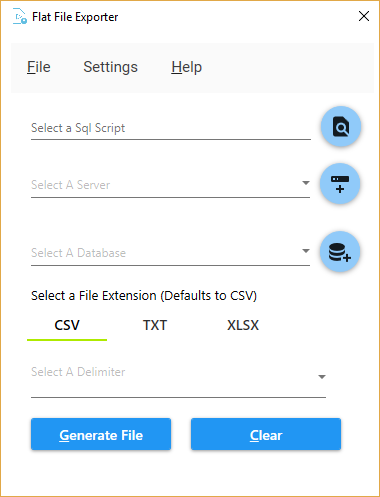 Flat File Exporter
File Settings Help
Select a Sql Script
Select A Server
Select A Database
Select a File Extension (Defaults to CSV)
CSV TXT XLSX
Select A Delimiter
Generate File Clear